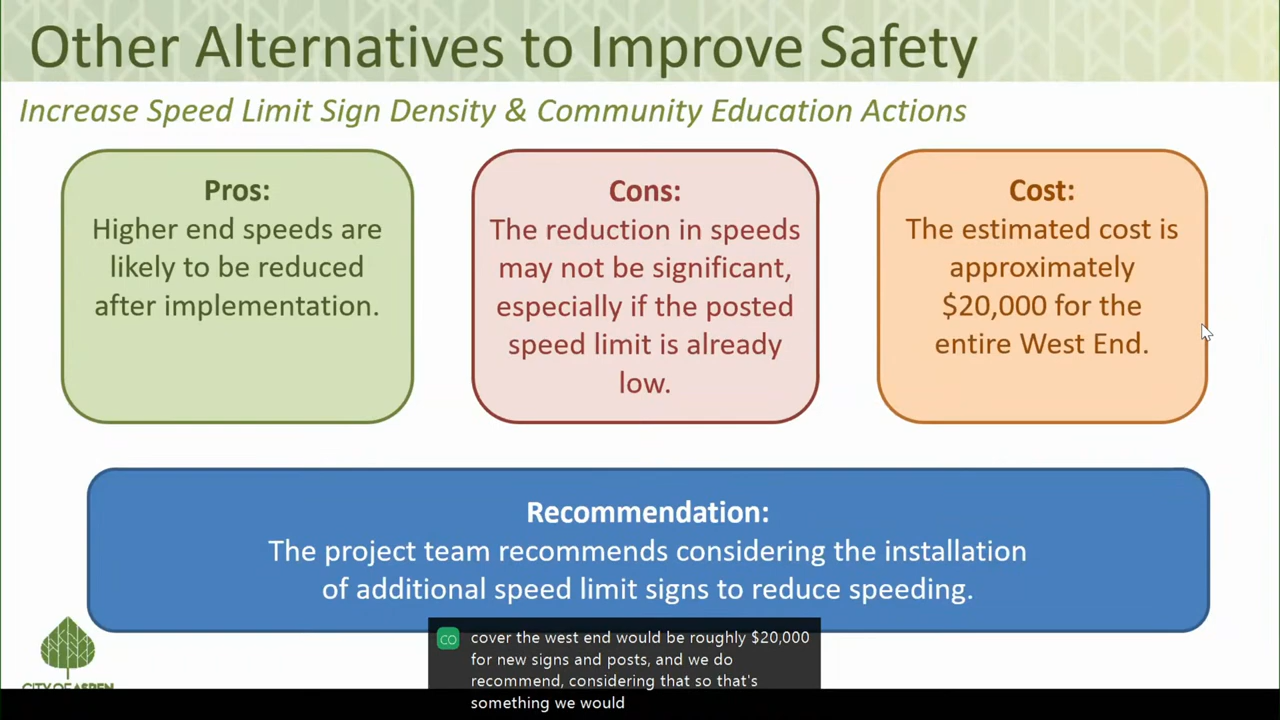 Other Alternatives to Improve Safety
Increase Speed Limit Sign Density & Community Education Actions
Pros:
Higher end speeds are
likely to be reduced
after implementation.
Cons:
The reduction in speeds
may not be significant,
especially if the posted
speed limit is already
low.
Cost:
The estimated cost is
approximately
$20,000 for the
entire West End.
Recommendation:
The project team recommends considering the installation
of additional speed limit signs to reduce speeding.
CITY OF ASPEN
CO
cover the west end would be roughly $20,000
for new signs and posts, and we do
recommend, considering that so that's
something we would